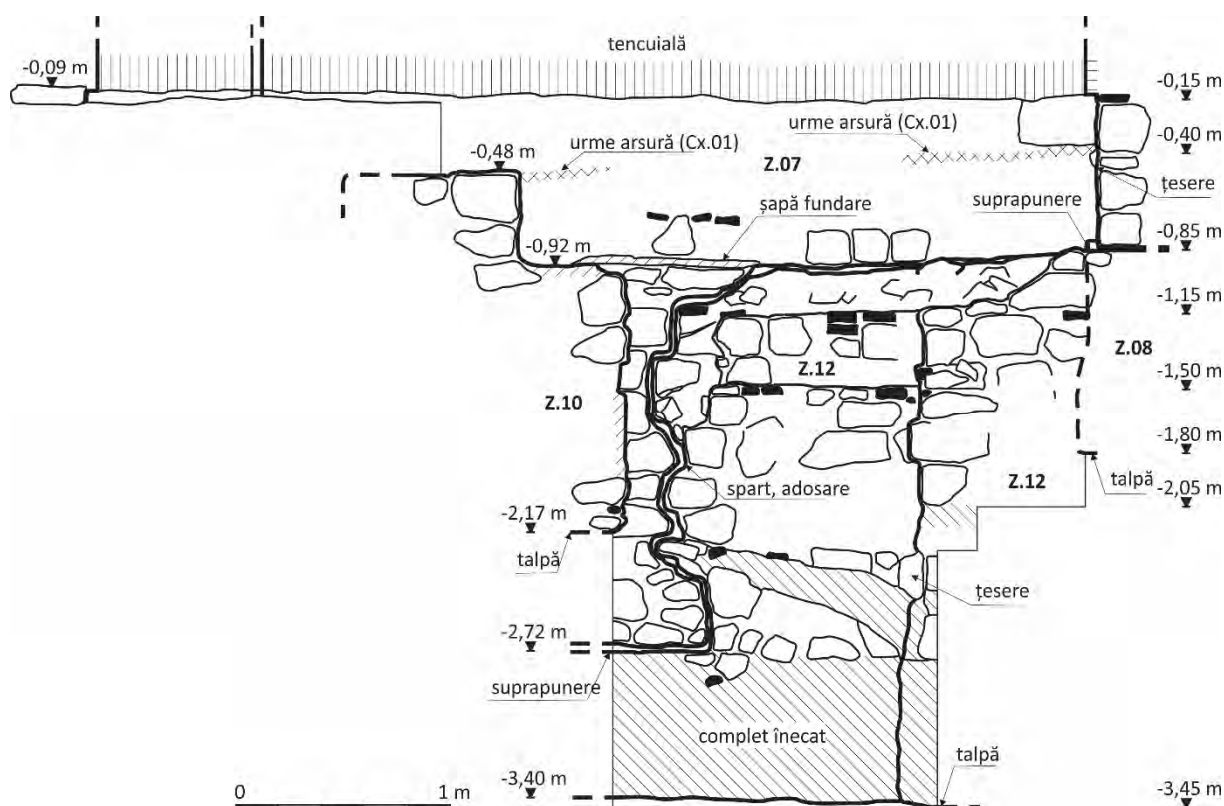 tencuială
-0,09 m
-0,15 m
urme arsură (Cx.01)
-0,40 m
urme arsură (Cx.01)
-0,48 m
Z.07
țesere
șapă fundare
suprapunere
-0,85 m
-0,92 m
-1,15 m
Z.08
Z.12
-1,50 m
Z.10
-1,80 m
spart, adosare
Z.12
talpă
-2,05 m
-2,17 m
talpă
țesere
-2,72 m
suprapunere
complet înecat
talpă
-3,40 m
-3,45 m
0
1 m